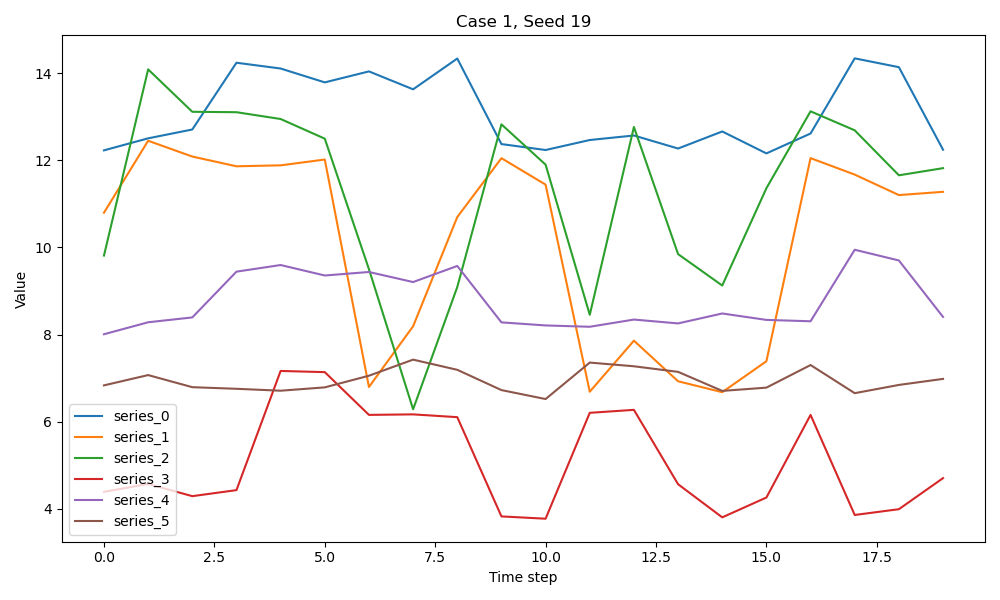 Case 1, Seed 19
Value
14
12
10
8
6
4
series_0
series_1
series_2
series_3
series_4
series_5
0.0
2.5
5.0
7.5
10.0
12.5
15.0
17.5
Time step